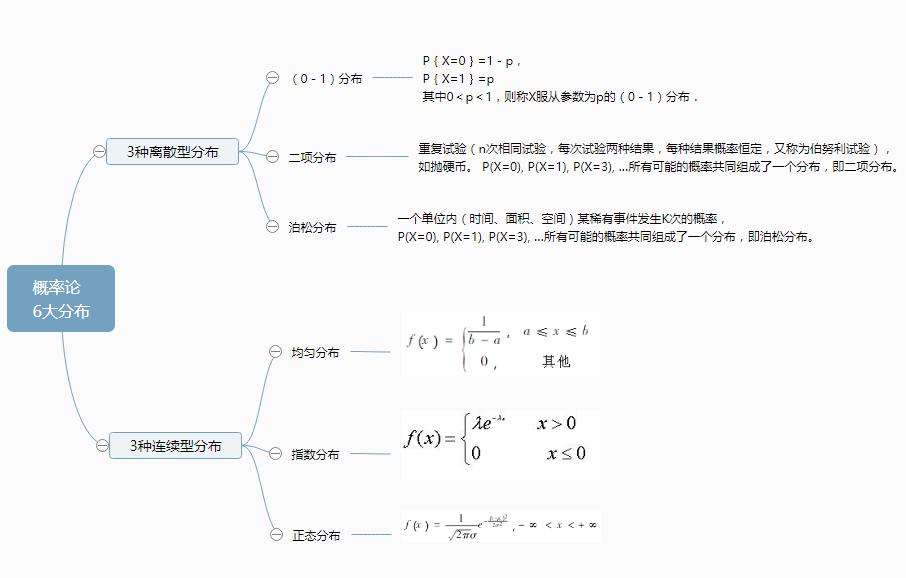 概率论
6大分布
3种离散型分布
（0-1）分布
P { X=0 } =1 - p，
P { X=1 } =p
其中0＜p＜1，则称X服从参数为p的（0-1）分布．
二项分布
重复试验（n次相同试验，每次试验两种结果，每种结果概率恒定，又称为伯努利试验），
如抛硬币。 P(X=0), P(X=1), P(X=3), ...所有可能的概率共同组成了一个分布，即二项分布。
泊松分布
一个单位内（时间、面积、空间）某稀有事件发生K次的概率，
P(X=0), P(X=1), P(X=3), ...所有可能的概率共同组成了一个分布，即泊松分布。
3种连续型分布
均匀分布
f(x) = { 1/(b − a), a ⩽ x ⩽ b
0, 其他
指数分布
f(x) = { λe^{-λx} x > 0
0 x ≤ 0
正态分布
f(x) = 1/(√2π σ) e^{-(x-μ)²/2σ²}, − ∞ < x < + ∞